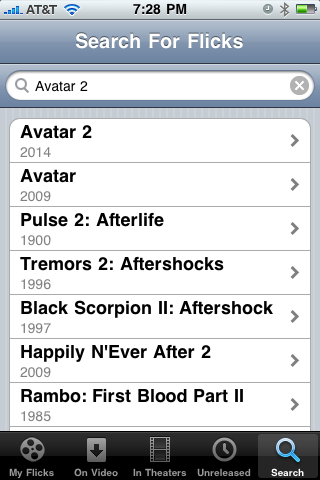 AT&T 7:28 PM
Search For Flicks
Avatar 2
Avatar 2
2014
Avatar
2009
Pulse 2: Afterlife
1900
Tremors 2: Aftershocks
1996
Black Scorpion II: Aftershock
1997
Happily N'Ever After 2
2009
Rambo: First Blood Part II
1985
My Flicks On Video In Theaters Unreleased Search